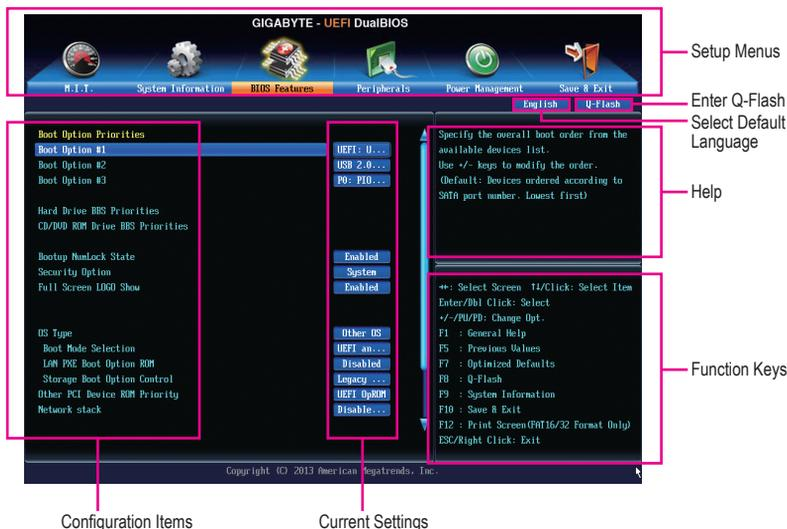 GIGABYTE - UEFI DualBIOS
M.I.T. System Information BIOS Features Peripherals Power Management Save & Exit
Setup Menus
English Q-Flash
Enter Q-Flash
Select Default Language
Boot Option Priorities
Boot Option #1 UEFI: U...
Boot Option #2 USB 2.0...
Boot Option #3 P0: PIO...
Hard Drive BBS Priorities
CD/DVD ROM Drive BBS Priorities
Bootup NumLock State Enabled
Security Option System
Full Screen LOGO Show Enabled
OS Type Other OS
Boot Mode Selection UEFI an...
LAN PXE Boot Option ROM Disabled
Storage Boot Option Control Legacy ...
Other PCI Device ROM Priority UEFI OpROM
Network stack Disable...
Specify the overall boot order from the
available devices list.
Use +/- keys to modify the order.
(Default: Devices ordered according to
SATA port number. Lowest first)
Help
→←: Select Screen ↑↓/Click: Select Item
Enter/Dbl Click: Select
+/-/PU/PD: Change Opt.
F1 : General Help
F5 : Previous Values
F7 : Optimized Defaults
F8 : Q-Flash
F9 : System Information
F10 : Save & Exit
F12 : Print Screen(FAT16/32 Format Only)
ESC/Right Click: Exit
Function Keys
Copyright (C) 2013 American Megatrends, Inc.
Configuration Items
Current Settings